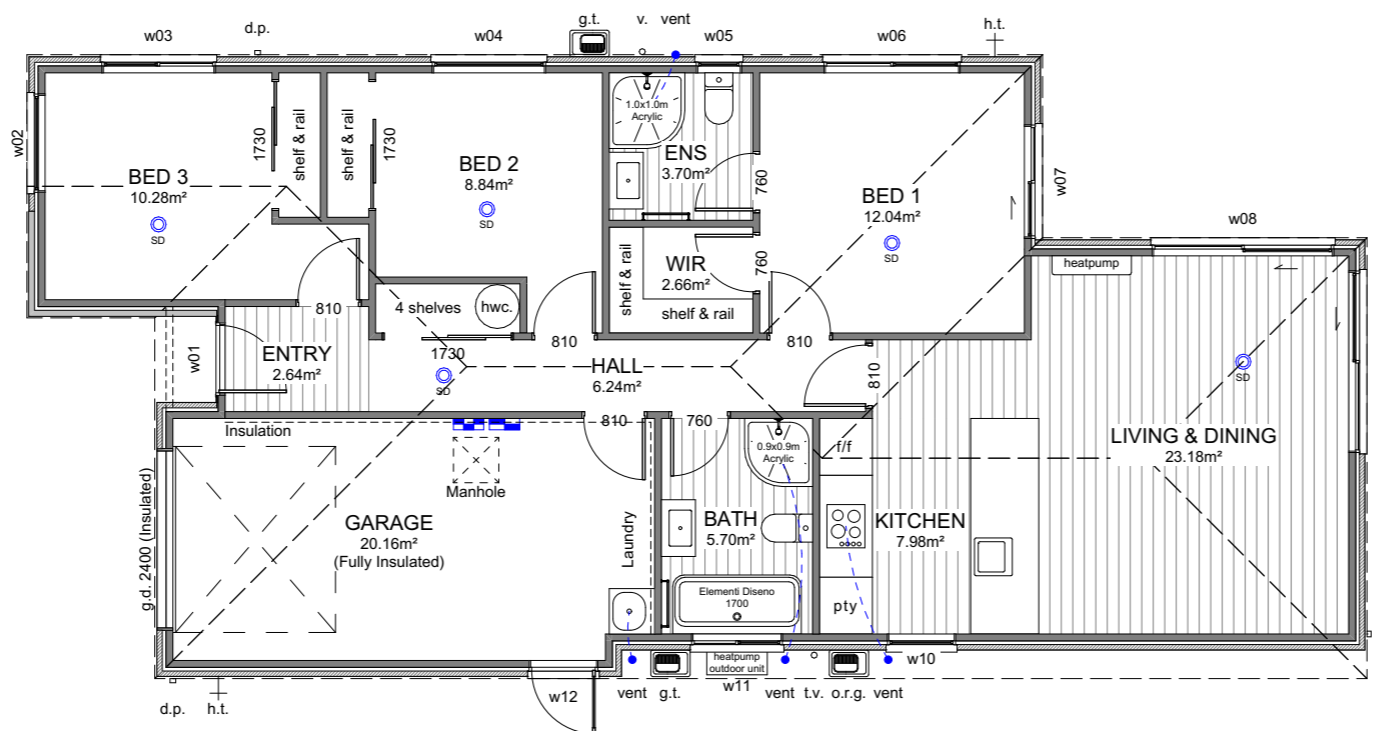 g.t.
v.
vent
w03
d.p.
w04
w05
w06
h.t.
w02
BED 3
10.28m²
SD
1730
shelf & rail
shelf & rail
1730
BED 2
8.84m²
SD
1.0x1.0m
Acrylic
ENS
3.70m²
760
BED 1
12.04m²
SD
w07
w08
heatpump
WIR
2.66m²
760
shelf & rail
shelf & rail
4 shelves
hwc.
810
w01
ENTRY
2.64m²
1730
SD
810
HALL
6.24m²
810
810
SD
LIVING & DINING
23.18m²
Insulation
810
760
0.9x0.9m
Acrylic
f/f
g.d. 2400 (Insulated)
Manhole
GARAGE
20.16m²
(Fully Insulated)
Laundry
BATH
5.70m²
KITCHEN
7.98m²
Elementi Diseno
1700
pty
heatpump
outdoor unit
w10
w11
w12
vent
g.t.
vent
t.v.
o.r.g.
vent
d.p.
h.t.